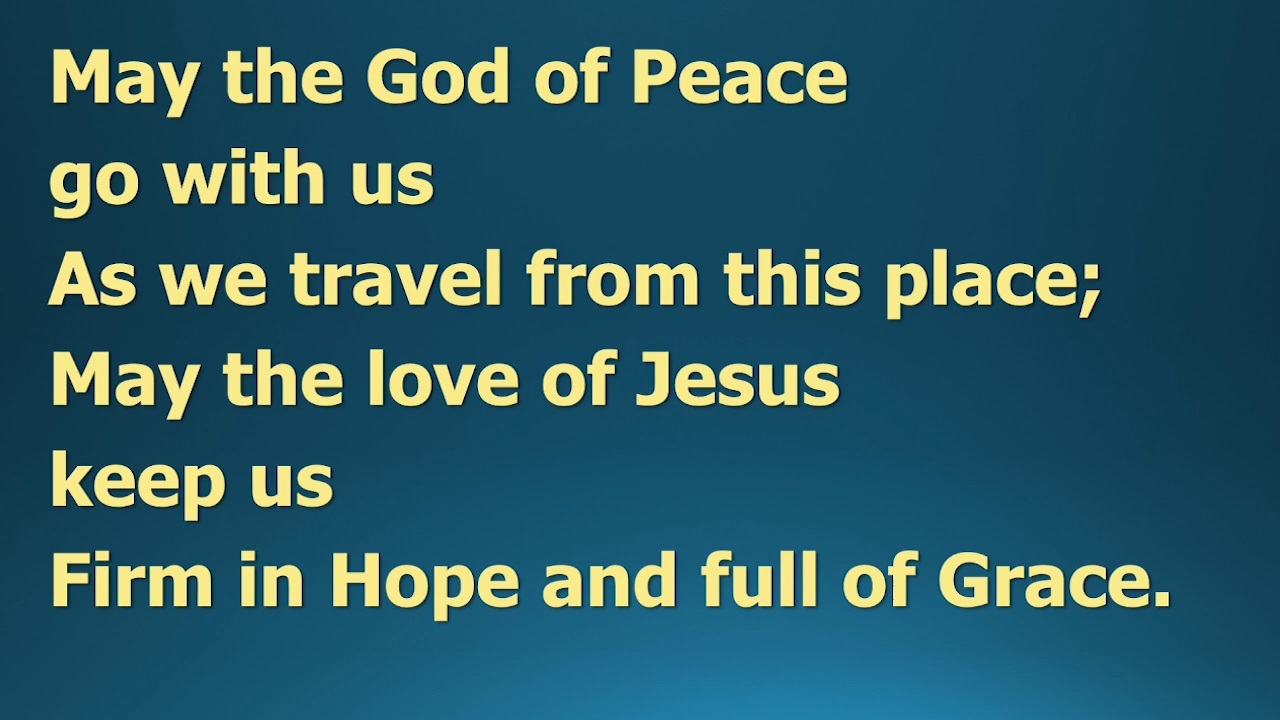 May the God of Peace
go with us
As we travel from this place;
May the love of Jesus
keep us
Firm in Hope and full of Grace.